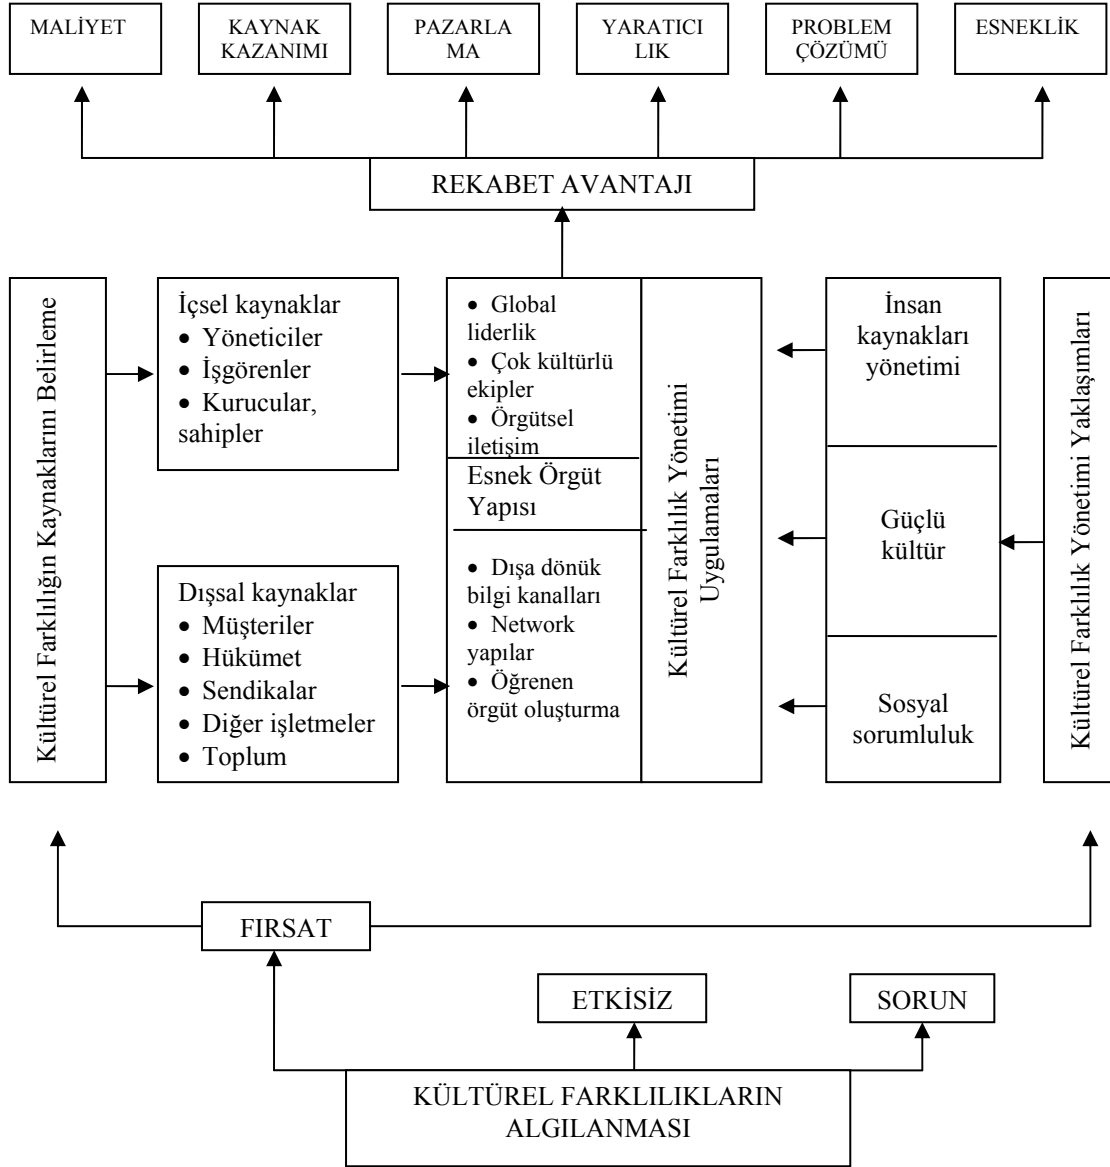 MALİYET
KAYNAK
KAZANIMI
PAZARLA
MA
YARATICI
LIK
PROBLEM
ÇÖZÜMÜ
ESNEKLİK
REKABET AVANTAJI
Kültürel Farklılığın Kaynaklarını Belirleme
İçsel kaynaklar
• Yöneticiler
• İşgörenler
• Kurucular,
sahipler
Dışsal kaynaklar
• Müşteriler
• Hükümet
• Sendikalar
• Diğer işletmeler
• Toplum
• Global
liderlik
• Çok kültürlü
ekipler
• Örgütsel
iletişim
Esnek Örgüt
Yapısı
• Dışa dönük
bilgi kanalları
• Network
yapılar
• Öğrenen
örgüt oluşturma
Kültürel Farklılık Yönetimi
Uygulamaları
İnsan
kaynakları
yönetimi
Güçlü
kültür
Sosyal
sorumluluk
Kültürel Farklılık Yönetimi Yaklaşımları
FIRSAT
ETKİSİZ
SORUN
KÜLTÜREL FARKLILIKLARIN
ALGILANMASI